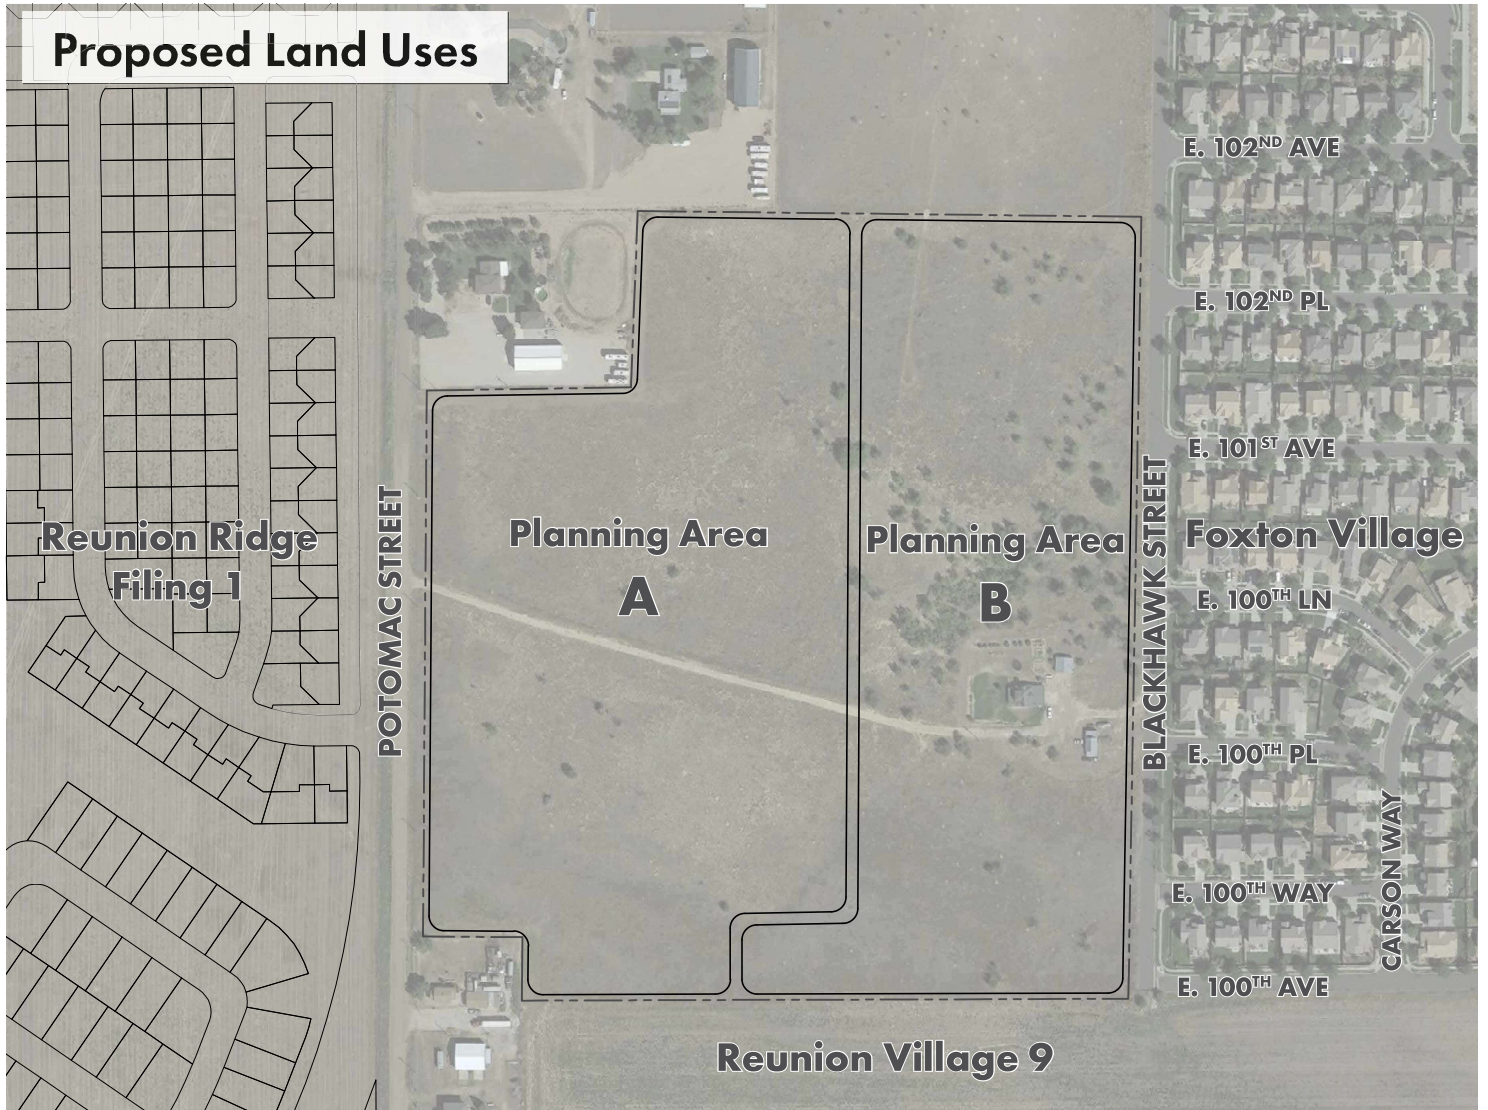 Proposed Land Uses
E. 102ND AVE
E. 102ND PL
E. 101ST AVE
Reunion Ridge
Filing 1
POTOMAC STREET
Planning Area
A
Planning Area
B
BLACKHAWK STREET
Foxton Village
E. 100TH LN
E. 100TH PL
E. 100TH WAY
CARSON WAY
E. 100TH AVE
Reunion Village 9